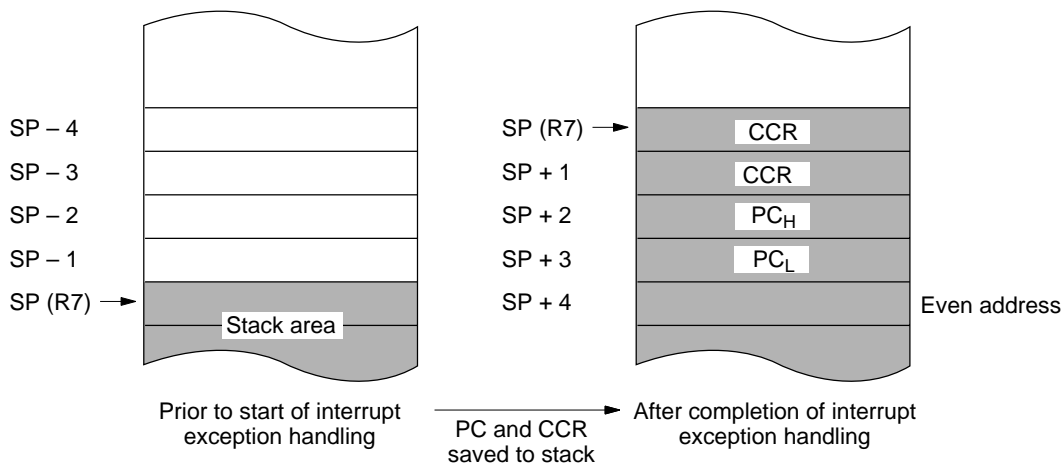 SP – 4
SP – 3
SP – 2
SP – 1
SP (R7)
Stack area
Prior to start of interrupt
exception handling
PC and CCR
saved to stack
SP (R7)
SP + 1
SP + 2
SP + 3
SP + 4
CCR
CCR
PCH
PCL
Even address
After completion of interrupt
exception handling